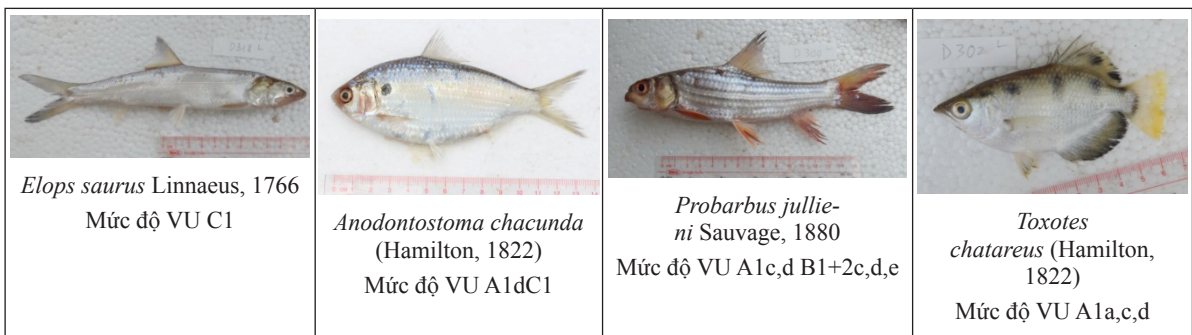 Elops saurus Linnaeus, 1766
Mức độ VU C1
Anodontostoma chacunda
(Hamilton, 1822)
Mức độ VU A1dC1
Probarbus jullie-
ni Sauvage, 1880
Mức độ VU A1c,d B1+2c,d,e
D302 L
Toxotes
chatareus (Hamilton,
1822)
Mức độ VU A1a,c,d